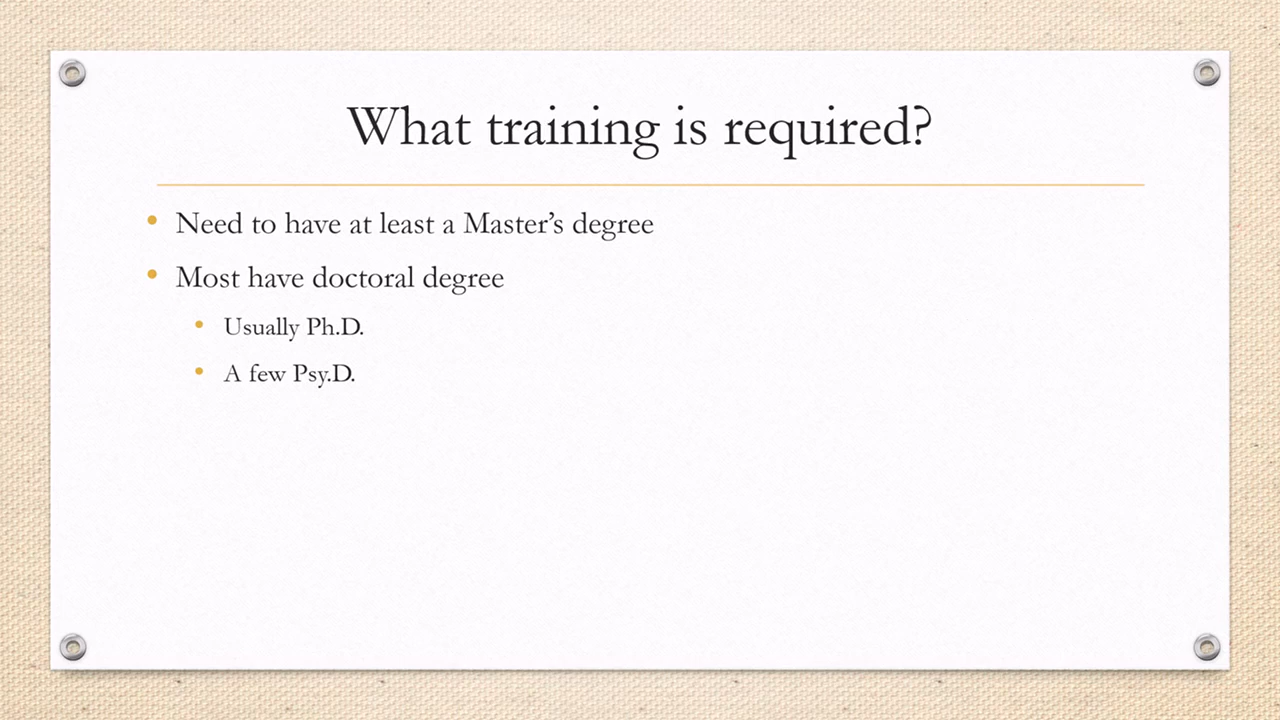 What training is required?
Need to have at least a Master’s degree
Most have doctoral degree
Usually Ph.D.
A few Psy.D.